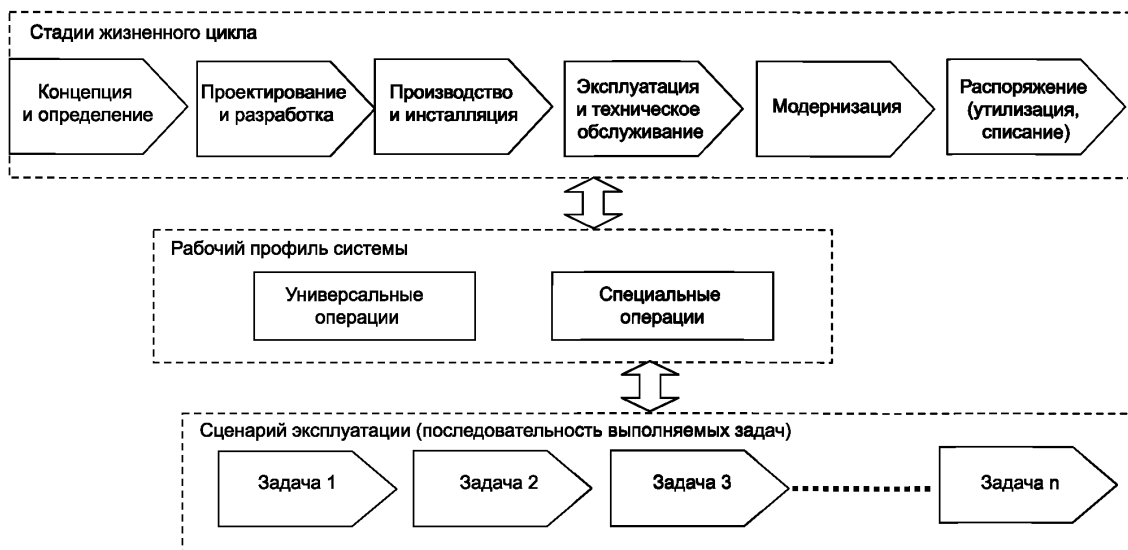 Стадии жизненного цикла
Концепция
и определение
Проектирование
и разработка
Производство
и инсталляция
Эксплуатация
и техническое
обслуживание
Модернизация
Распоряжение
(утилизация,
списание)
Рабочий профиль системы
Универсальные
операции
Специальные
операции
Сценарий эксплуатации (последовательность выполняемых задач)
Задача 1
Задача 2
Задача 3
Задача n